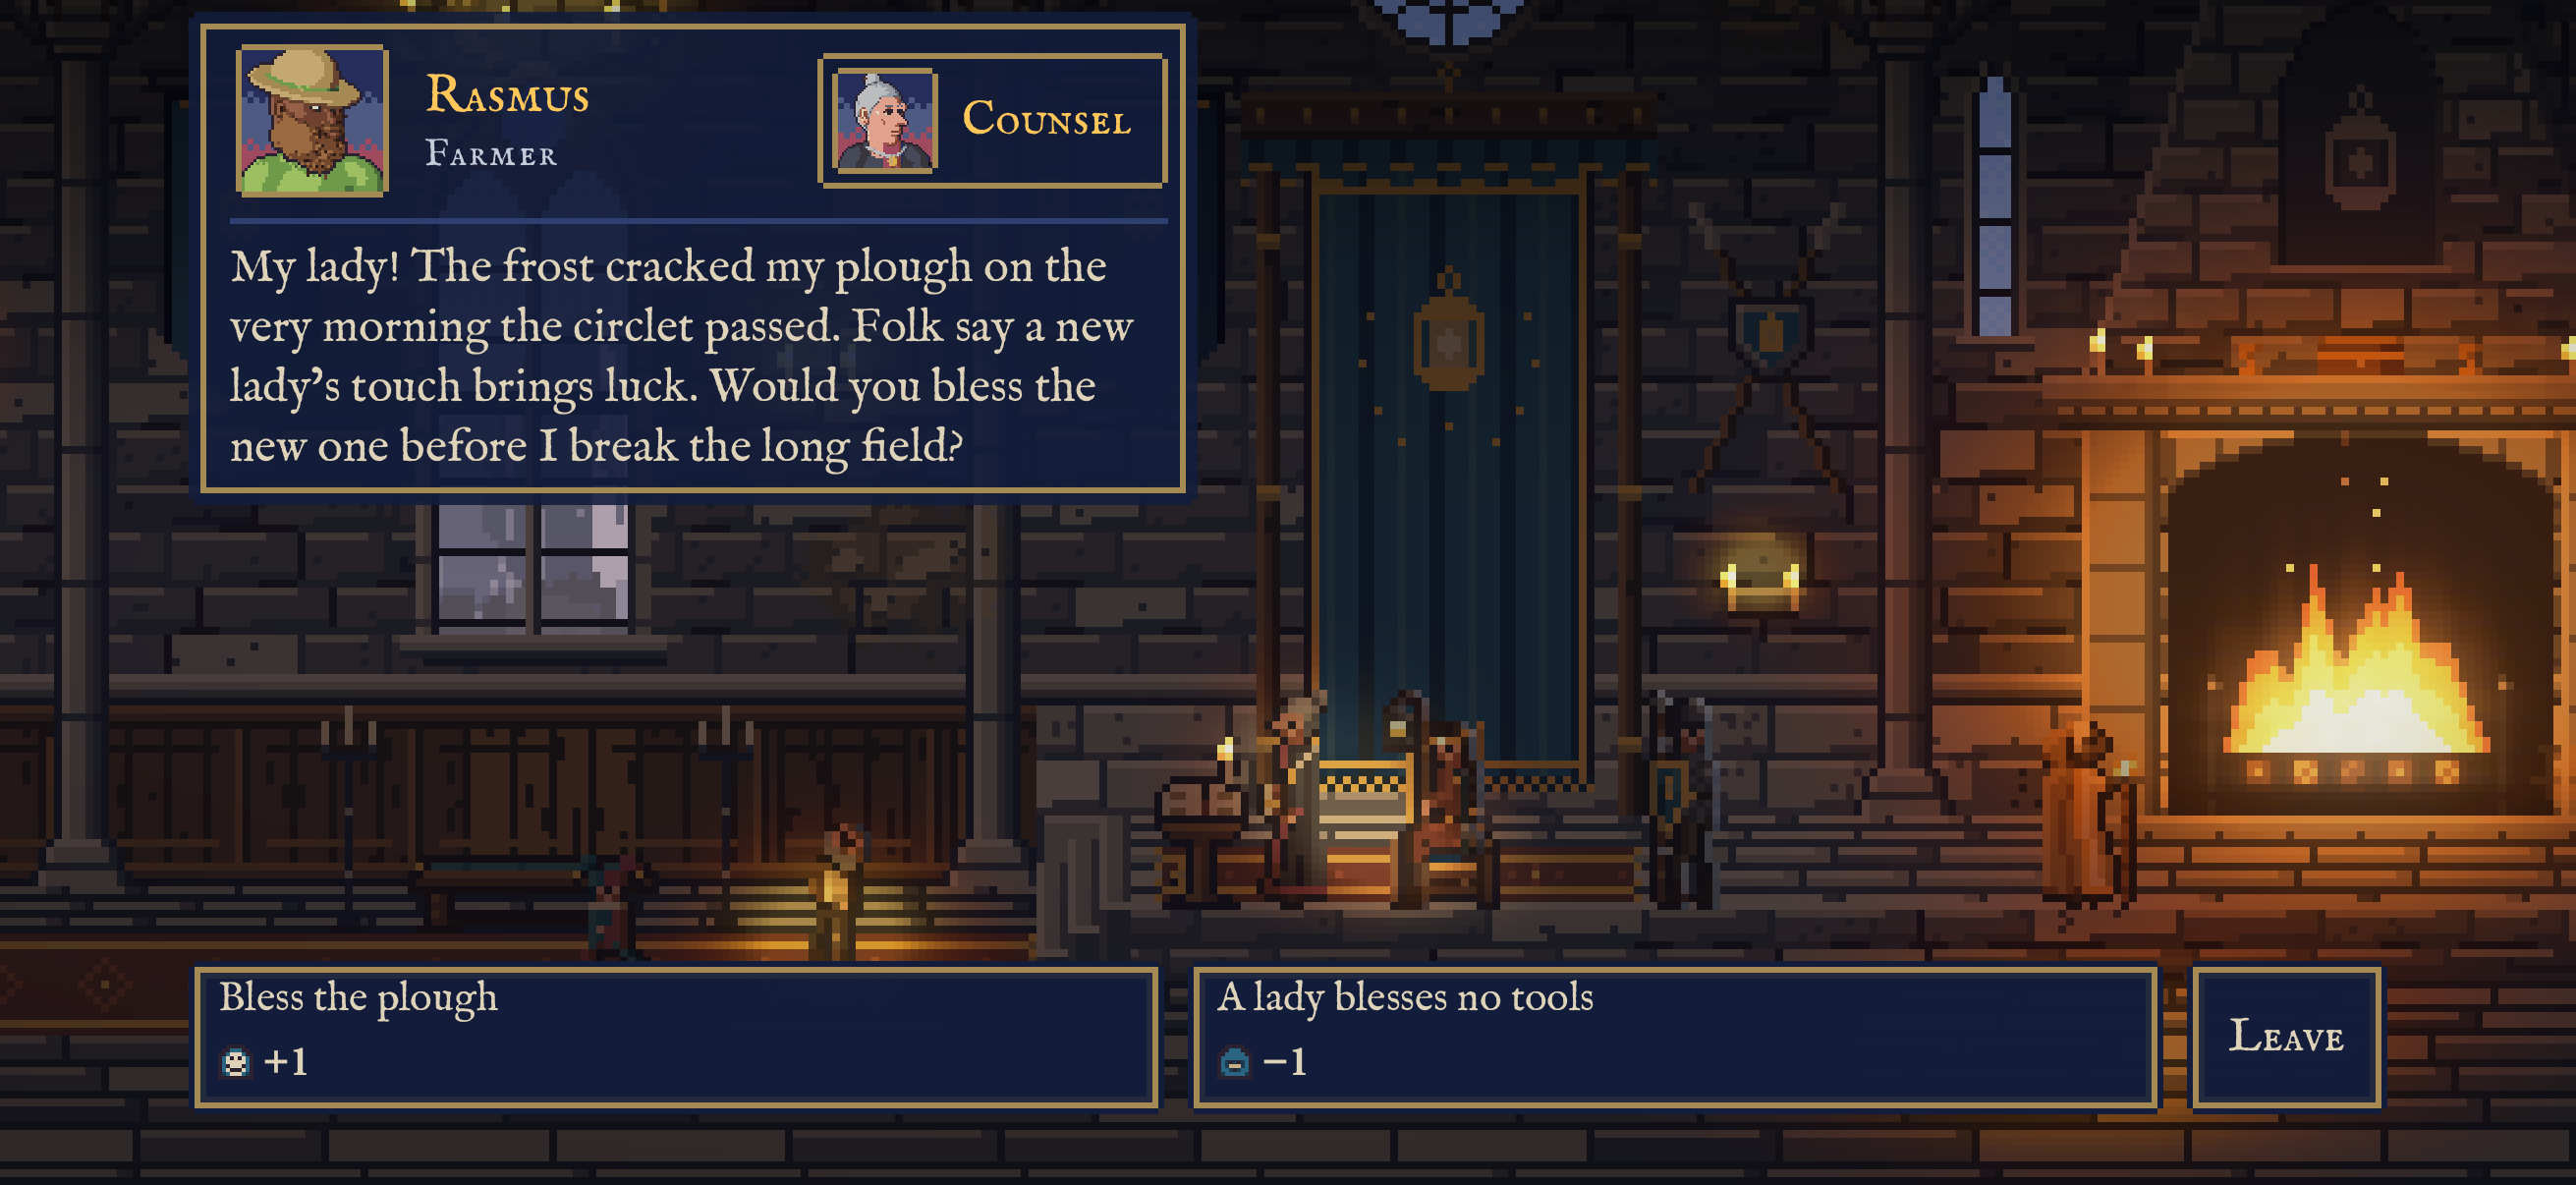 Rasmus
Farmer
Counsel
My lady! The frost cracked my plough on the
very morning the circlet passed. Folk say a new
lady’s touch brings luck. Would you bless the
new one before I break the long field?
Bless the plough
+1
A lady blesses no tools
−1
Leave